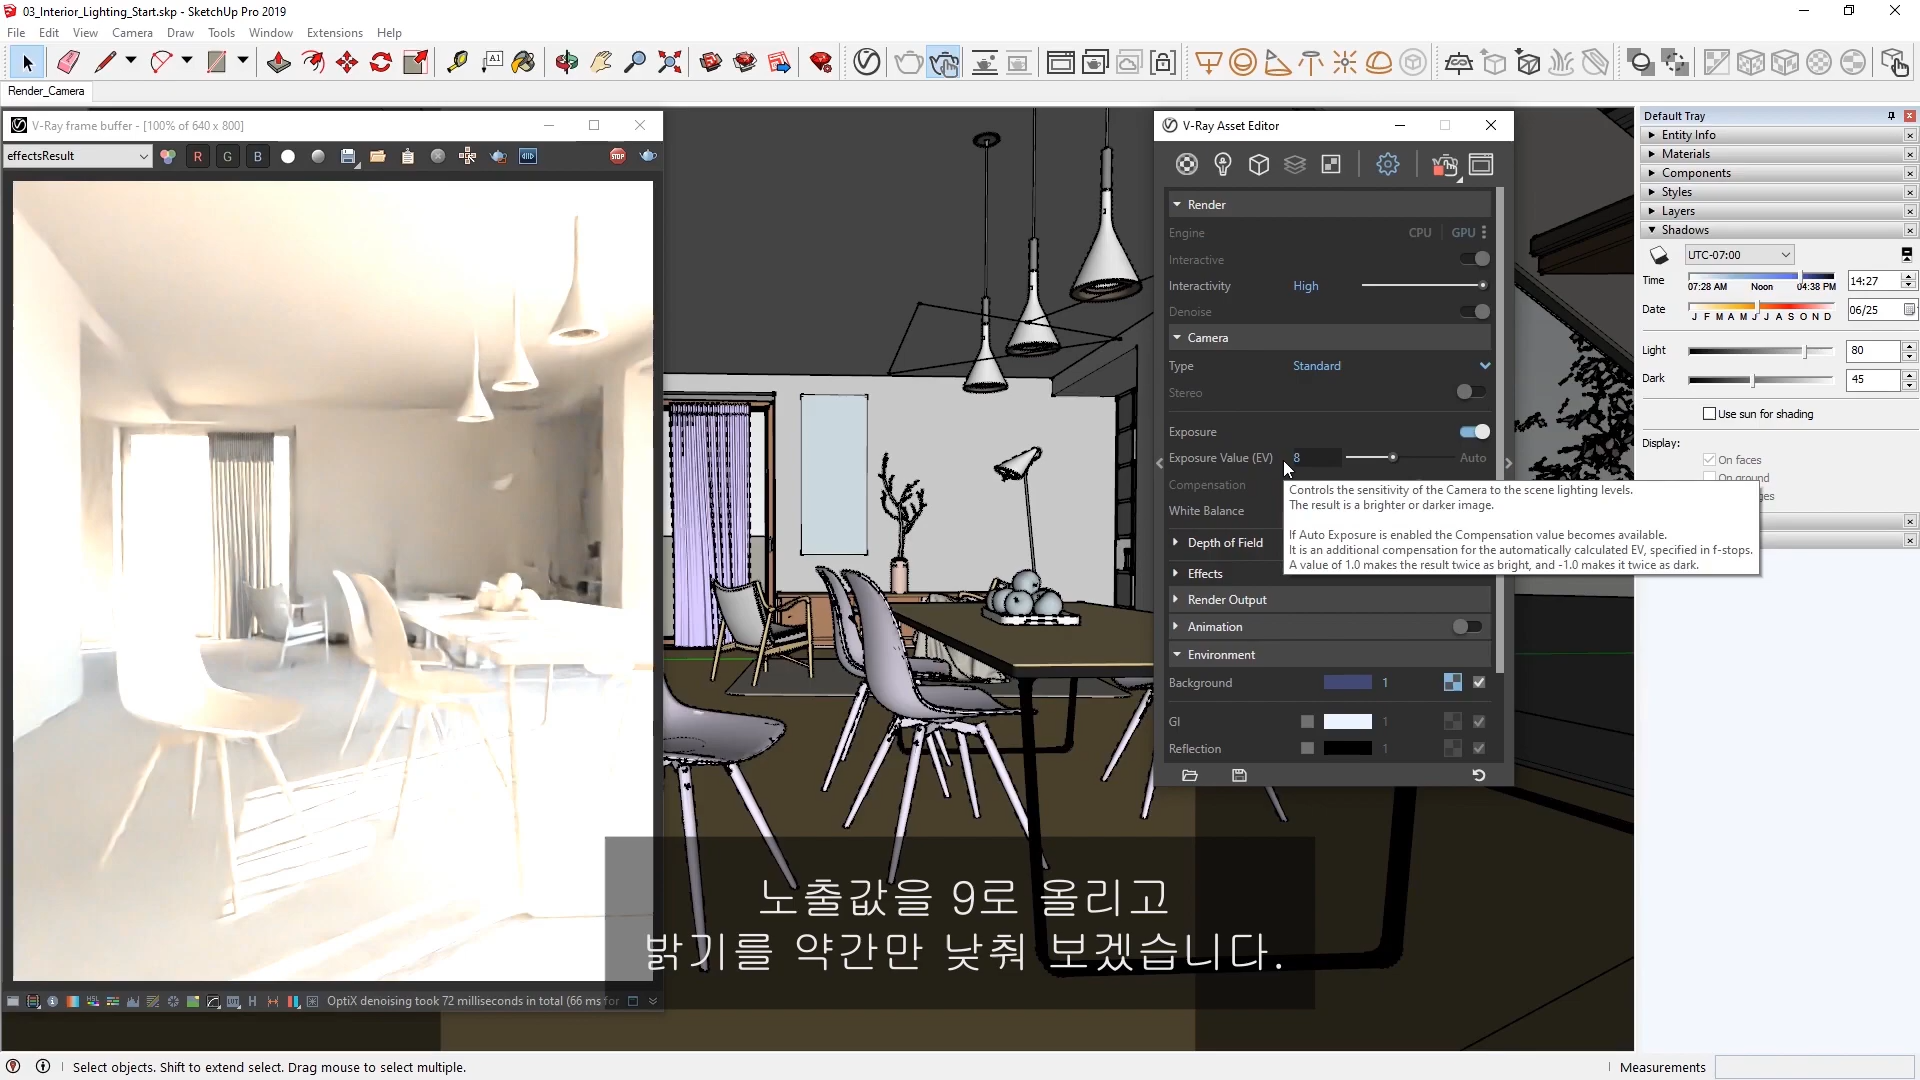 03_Interior_Lighting_Start.skp - SketchUp Pro 2019
File Edit View Camera Draw Tools Window Extensions Help
Render_Camera
V-Ray frame buffer - [100% of 640 x 800]
effectsResult
R G B
STOP
OptiX denoising took 72 milliseconds in total (66 ms for
V-Ray Asset Editor
Render
Engine CPU GPU
Interactive
Interactivity High
Denoise
Camera
Type Standard
Stereo
Exposure
Exposure Value (EV) 8 Auto
Compensation
White Balance
Controls the sensitivity of the Camera to the scene lighting levels.
The result is a brighter or darker image.
If Auto Exposure is enabled the Compensation value becomes available.
It is an additional compensation for the automatically calculated EV, specified in f-stops.
A value of 1.0 makes the result twice as bright, and -1.0 makes it twice as dark.
Depth of Field
Effects
Render Output
Animation
Environment
Background 1
GI 1
Reflection 1
Default Tray
Entity Info
Materials
Components
Styles
Layers
Shadows
UTC-07:00
Time 07:28 AM Noon 04:38 PM 14:27
Date J F M A M J J A S O N D 06/25
Light 80
Dark 45
Use sun for shading
Display:
On faces
On ground
노출값을 9로 올리고
밝기를 약간만 낮춰 보겠습니다.
Select objects. Shift to extend select. Drag mouse to select multiple.
Measurements